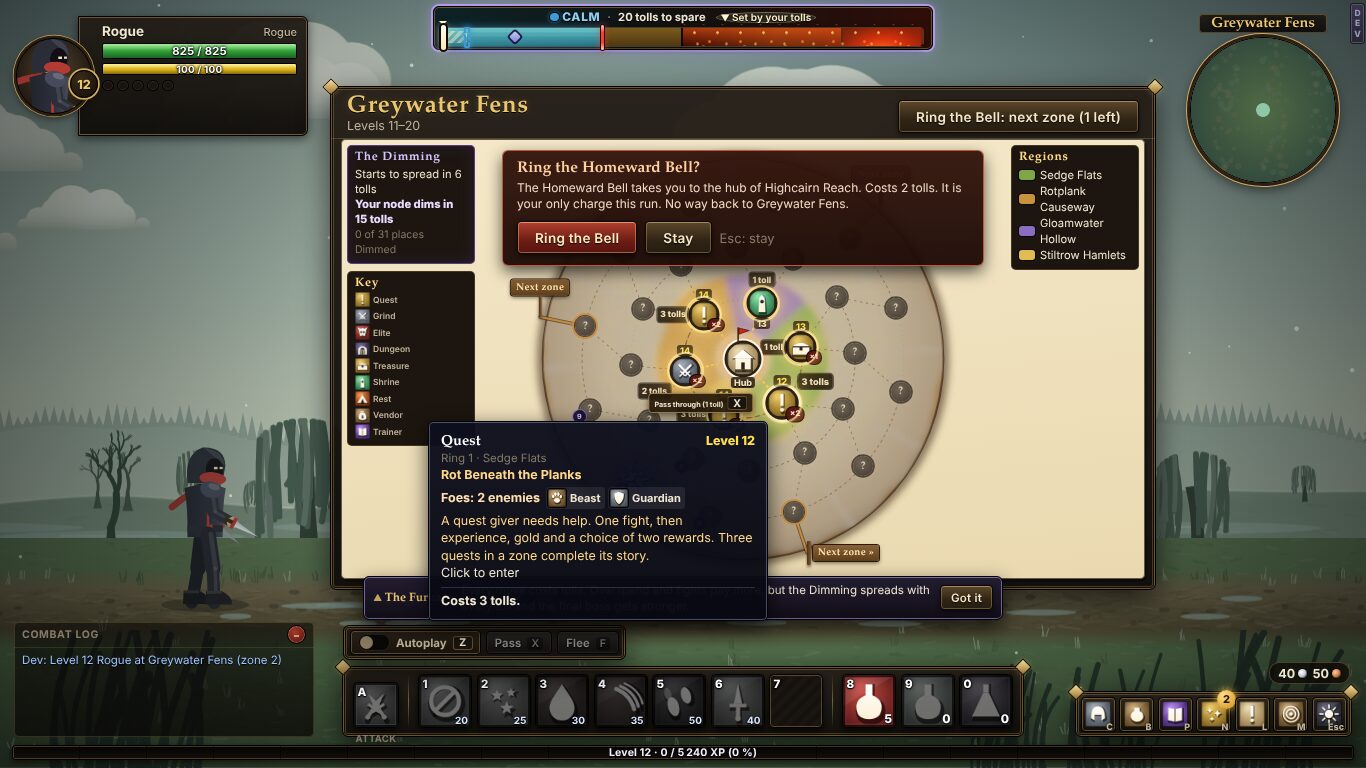 Rogue
Rogue
825 / 825
100 / 100
12
CALM 20 tolls to spare ▼ Set by your tolls
Greywater Fens
DEV
Greywater Fens
Levels 11–20
Ring the Bell: next zone (1 left)
The Dimming
Starts to spread in 6
tolls
Your node dims in
15 tolls
0 of 31 places
Dimmed
Key
Quest
Grind
Elite
Dungeon
Treasure
Shrine
Rest
Vendor
Trainer
Ring the Homeward Bell?
The Homeward Bell takes you to the hub of Highcairn Reach. Costs 2 tolls. It is
your only charge this run. No way back to Greywater Fens.
Ring the Bell
Stay
Esc: stay
Regions
Sedge Flats
Rotplank
Causeway
Gloamwater
Hollow
Stiltrow Hamlets
Next zone
1 toll
14
3 tolls
×2
13
13
1 toll
×1
14
×2
Hub
12
3 tolls
×2
2 tolls
Pass through (1 toll) X
3 tolls
9
Next zone »
Quest
Level 12
Ring 1 · Sedge Flats
Rot Beneath the Planks
Foes: 2 enemies Beast Guardian
A quest giver needs help. One fight, then
experience, gold and a choice of two rewards. Three
quests in a zone complete its story.
Click to enter
Costs 3 tolls.
▲ The Fur
but the Dimming spreads with
Got it
COMBAT LOG
Dev: Level 12 Rogue at Greywater Fens (zone 2)
Autoplay Z
Pass X
Flee F
A
ATTACK
1 20
2 25
3 30
4 35
5 50
6 40
7
8 5
9 0
0 0
40 50
2
C B P N L M Esc
Level 12 · 0 / 5 240 XP (0 %)